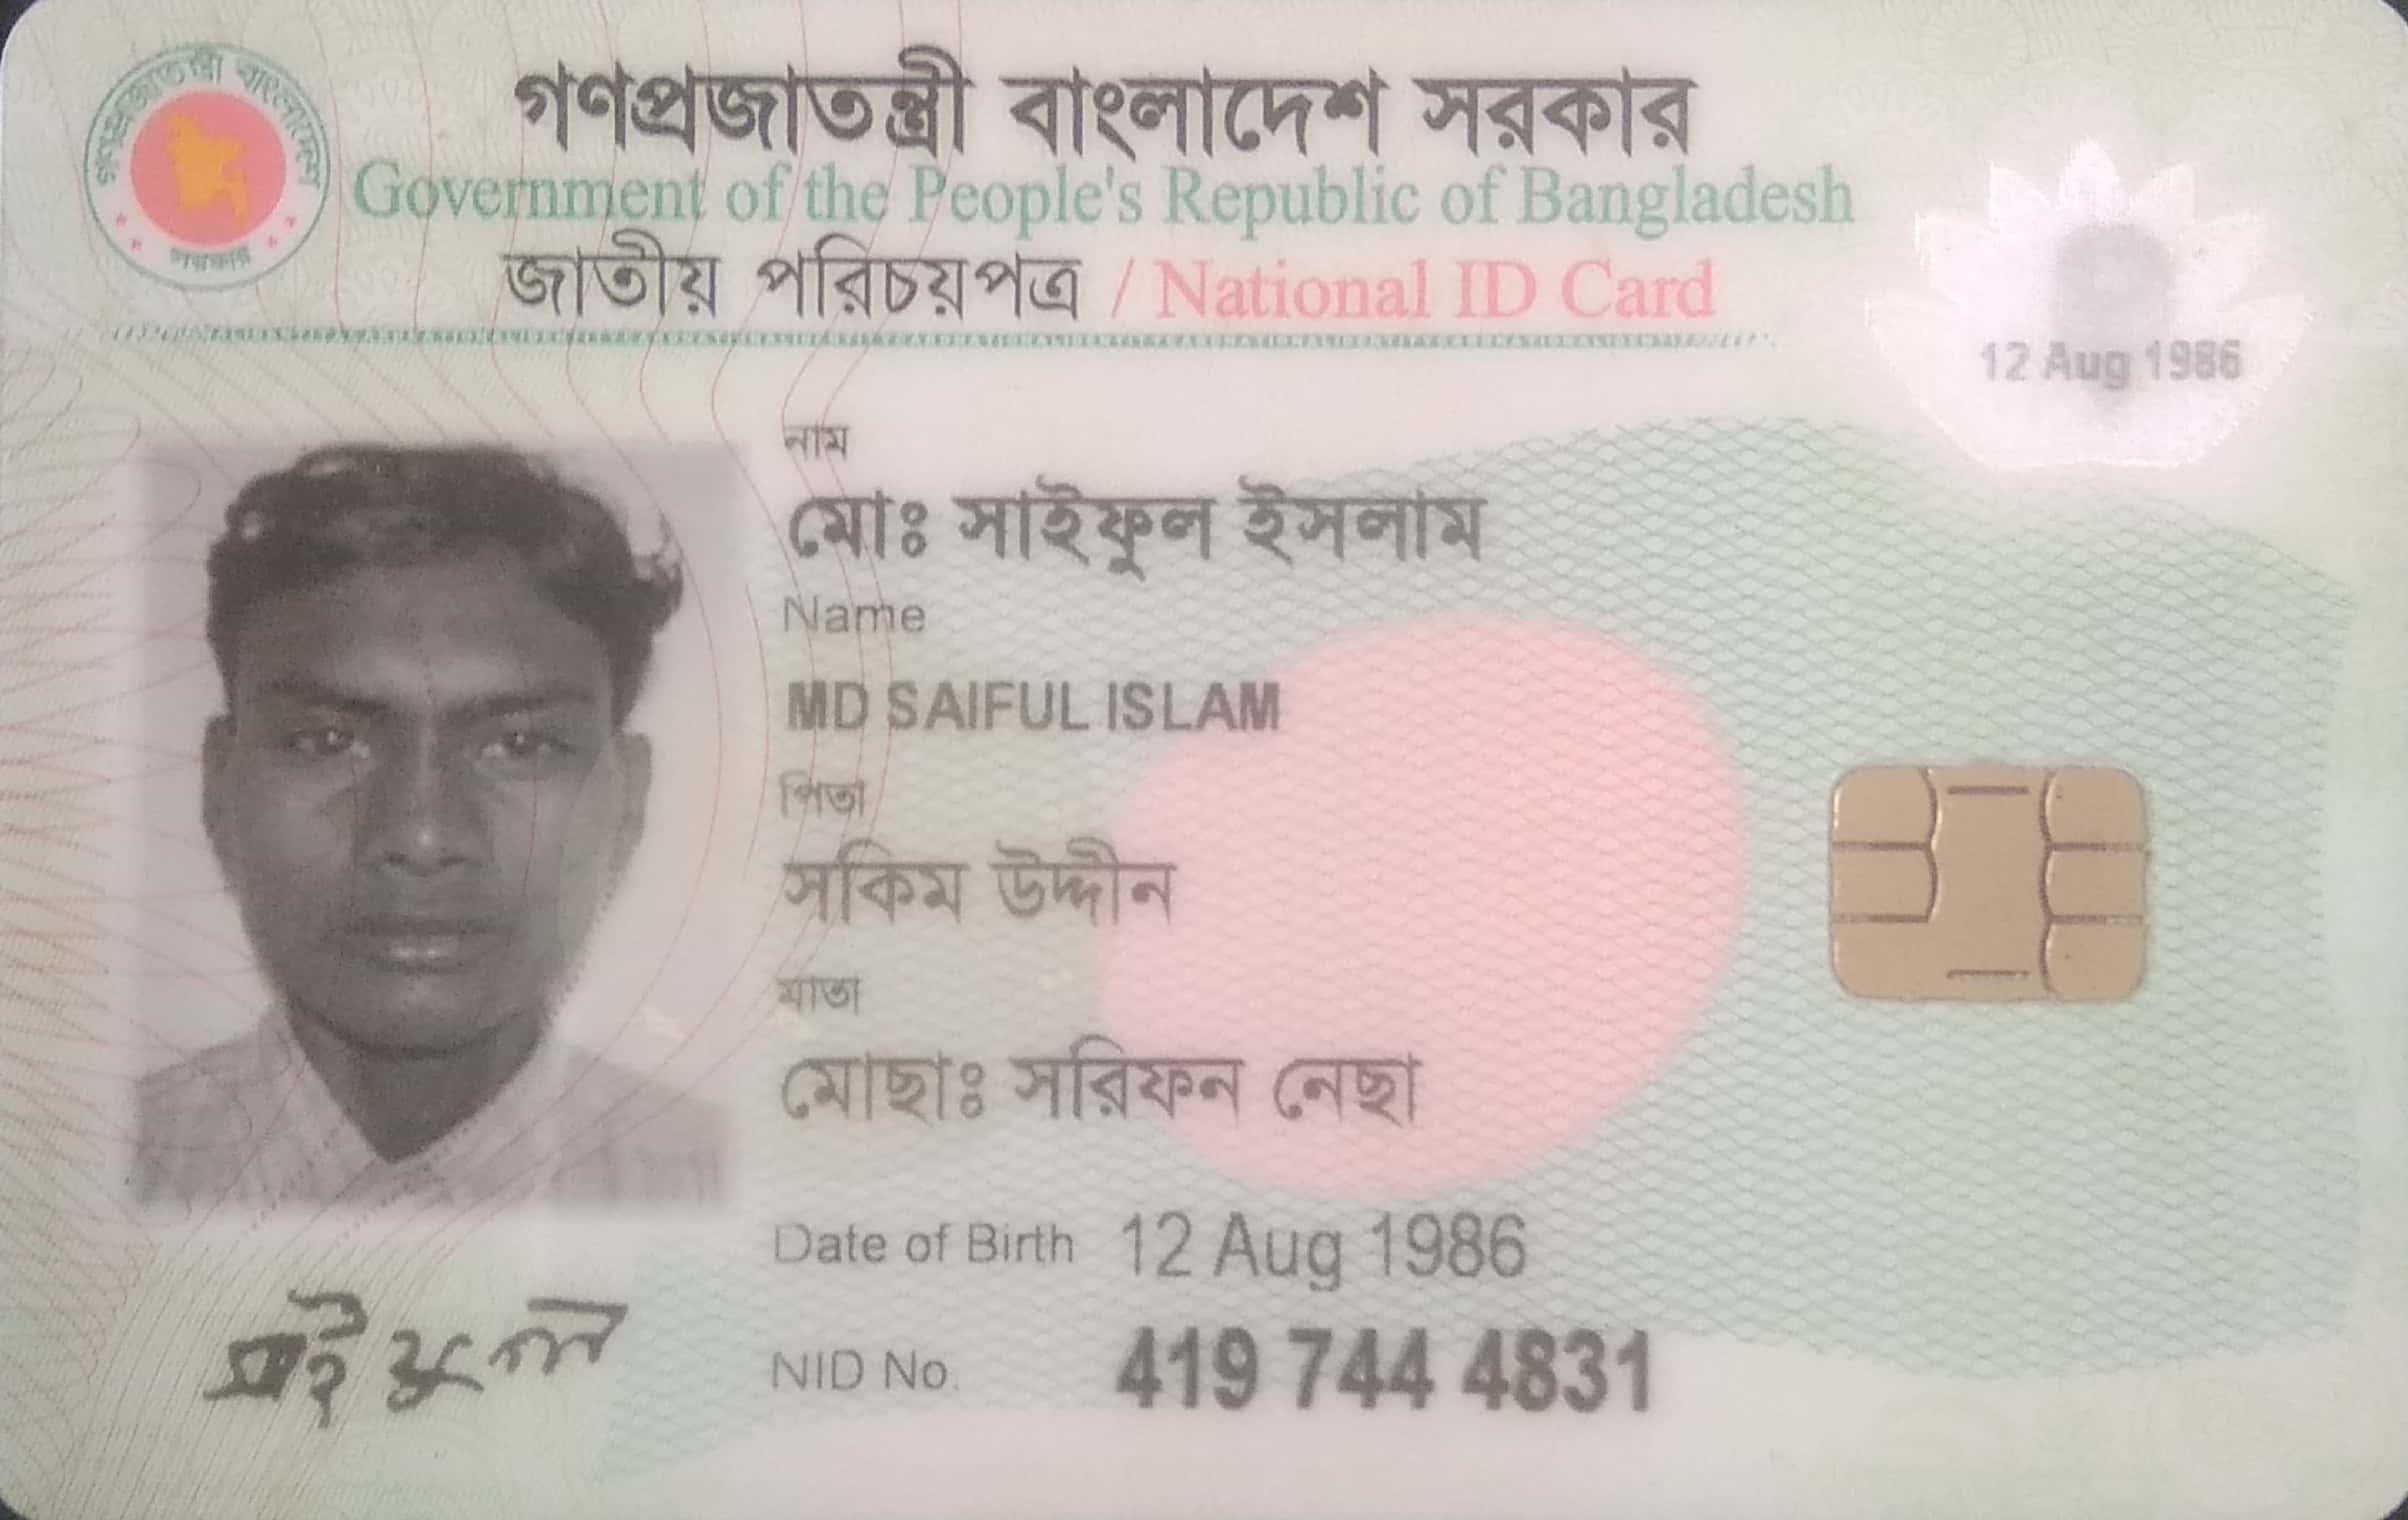 গণপ্রজাতন্ত্রী বাংলাদেশ সরকার
গণপ্রজাতন্ত্রী বাংলাদেশ
সরকার
Government of the People's Republic of Bangladesh
জাতীয় পরিচয়পত্র / National ID Card
12 Aug 1986
নাম
মোঃ সাইফুল ইসলাম
Name
MD SAIFUL ISLAM
পিতা
সকিম উদ্দীন
মাতা
মোছাঃ সরিফন নেছা
Date of Birth 12 Aug 1986
সাইফুল
NID No. 419 744 4831